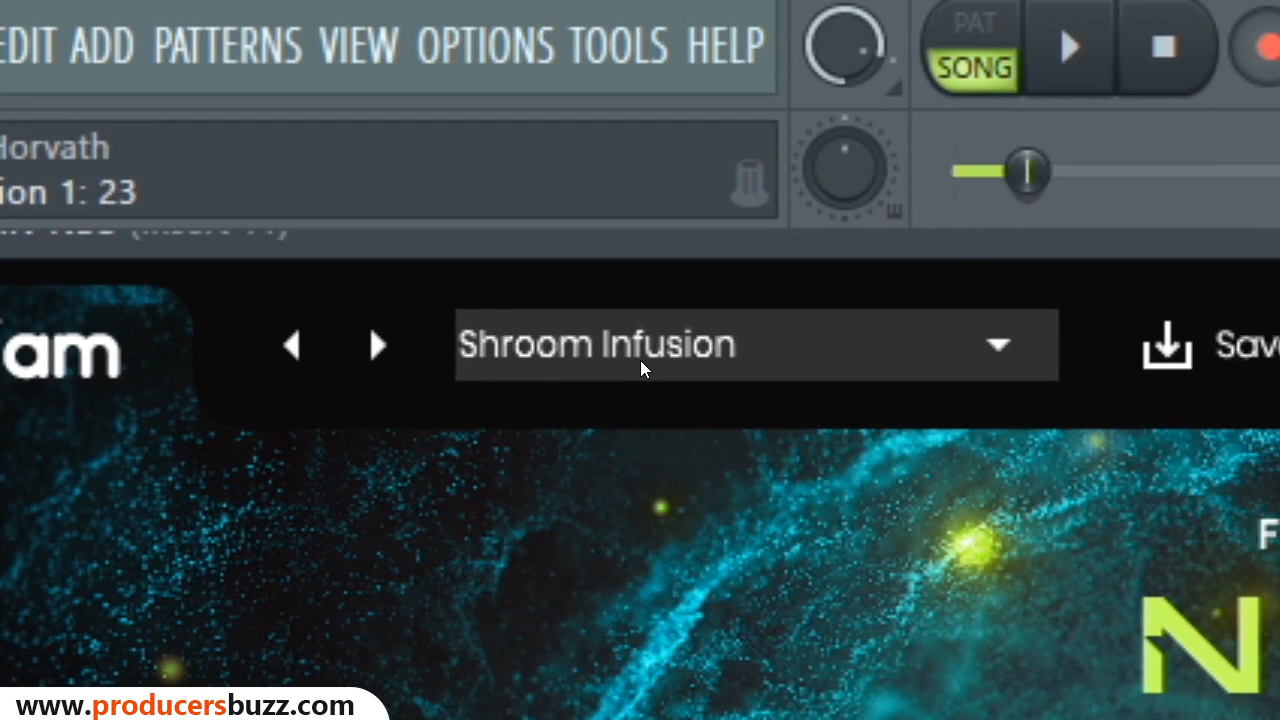 EDIT ADD PATTERNS VIEW OPTIONS TOOLS HELP
PAT
SONG
Horvath
ion 1: 23
am
Shroom Infusion
Sav
F
N
www.producersbuzz.com